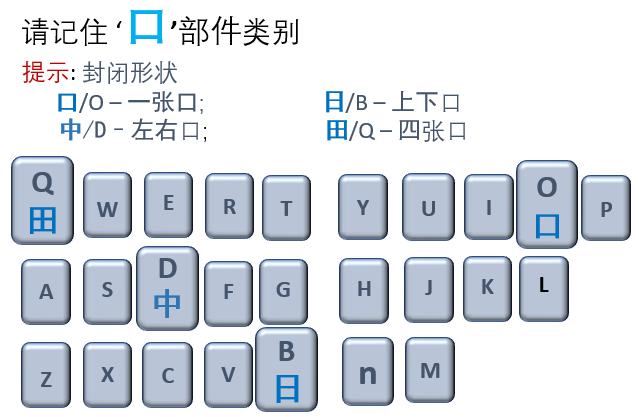 请记住 ‘口’部件类别
提示: 封闭形状
口/O – 一张口; 日/B – 上下口
中/D – 左右口; 田/Q – 四张口
Q W E R T Y U I O P
田 口
A S D F G H J K L
中
Z X C V B n M
日